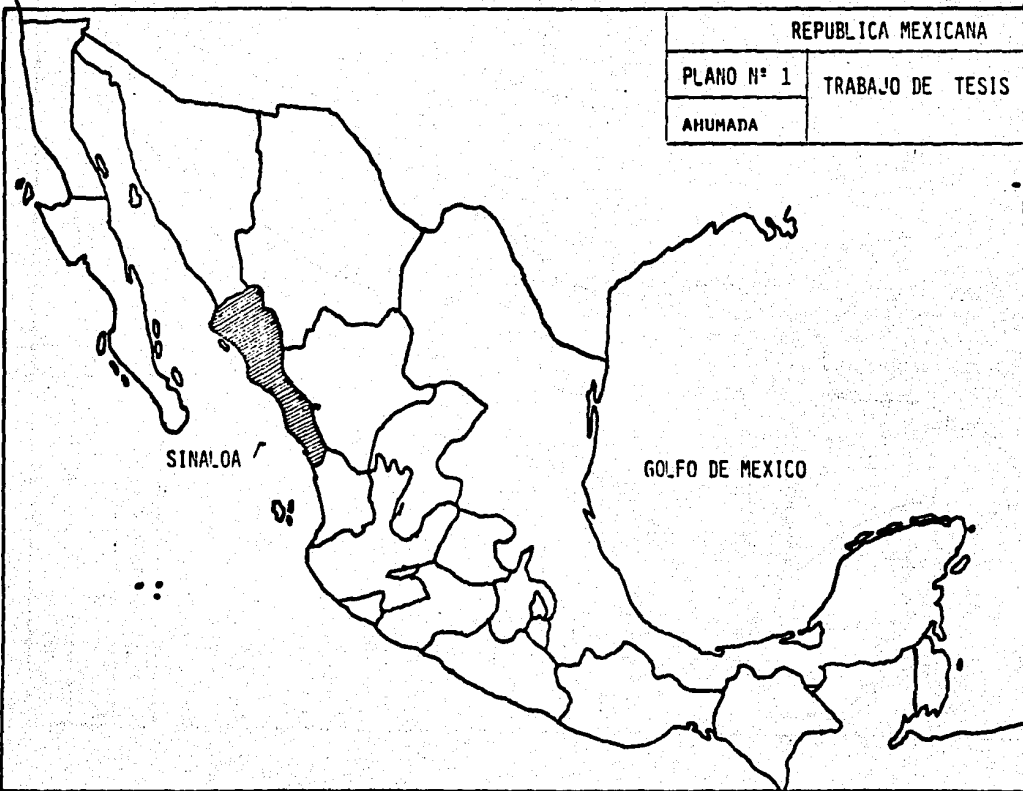 REPUBLICA MEXICANA
PLANO Nº 1
TRABAJO DE TESIS
AHUMADA
SINALOA
GOLFO DE MEXICO